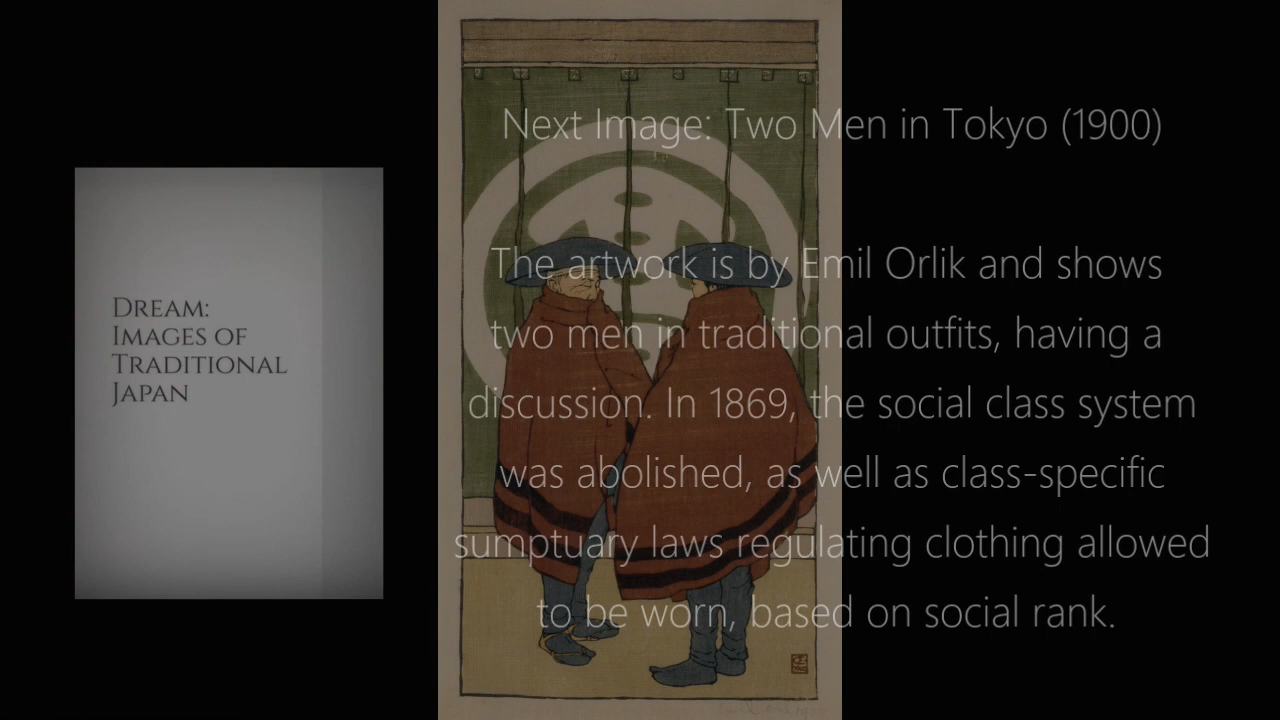 DREAM:
IMAGES OF
TRADITIONAL
JAPAN
Next Image: Two Men in Tokyo (1900)
The artwork is by Emil Orlik and shows
two men in traditional outfits, having a
discussion. In 1869, the social class system
was abolished, as well as class-specific
sumptuary laws regulating clothing allowed
to be worn, based on social rank.